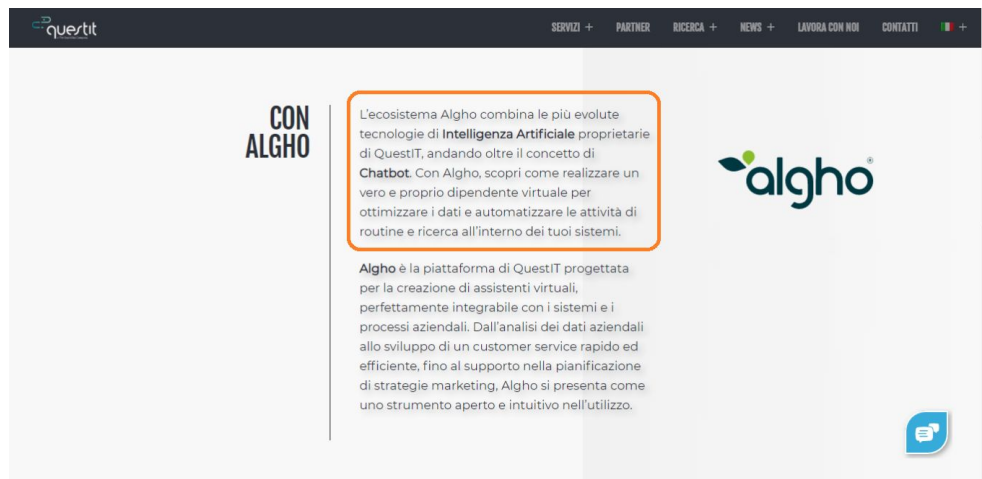 questit
SERVIZI + PARTNER RICERCA + NEWS + LAVORA CON NOI CONTATTI +
CON
ALGHO
L’ecosistema Algho combina le più evolute
tecnologie di Intelligenza Artificiale proprietarie
di QuestIT, andando oltre il concetto di
Chatbot. Con Algho, scopri come realizzare un
vero e proprio dipendente virtuale per
ottimizzare i dati e automatizzare le attività di
routine e ricerca all’interno dei tuoi sistemi.
Algho è la piattaforma di QuestIT progettata
per la creazione di assistenti virtuali,
perfettamente integrabile con i sistemi e i
processi aziendali. Dall’analisi dei dati aziendali
allo sviluppo di un customer service rapido ed
efficiente, fino al supporto nella pianificazione
di strategie marketing, Algho si presenta come
uno strumento aperto e intuitivo nell’utilizzo.
algho®